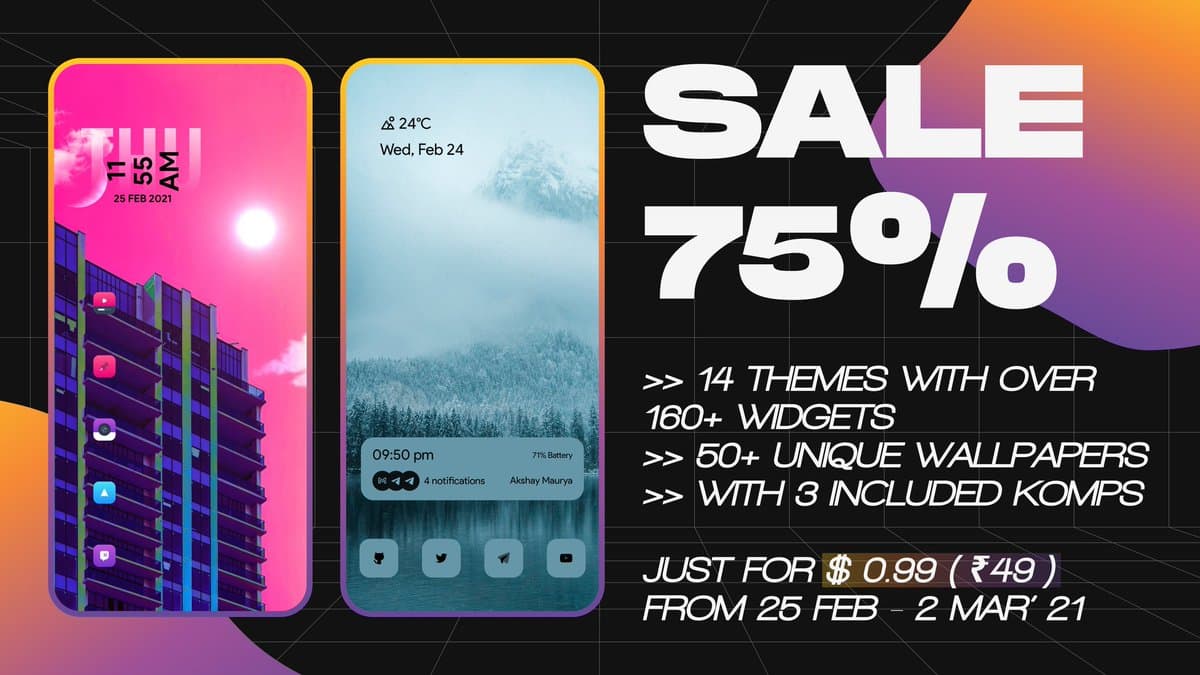 THU
11
55
AM
25 FEB 2021
24°C
Wed, Feb 24
09:50 pm
71% Battery
4 notifications
Akshay Maurya
SALE
75%
>> 14 THEMES WITH OVER
160+ WIDGETS
>> 50+ UNIQUE WALLPAPERS
>> WITH 3 INCLUDED KOMPS
JUST FOR $ 0.99 ( ₹49 )
FROM 25 FEB - 2 MAR' 21